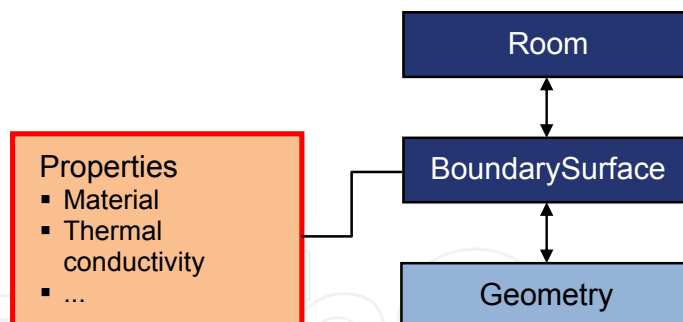 Room
Properties
▪ Material
▪ Thermal
conductivity
▪ ...
BoundarySurface
Geometry